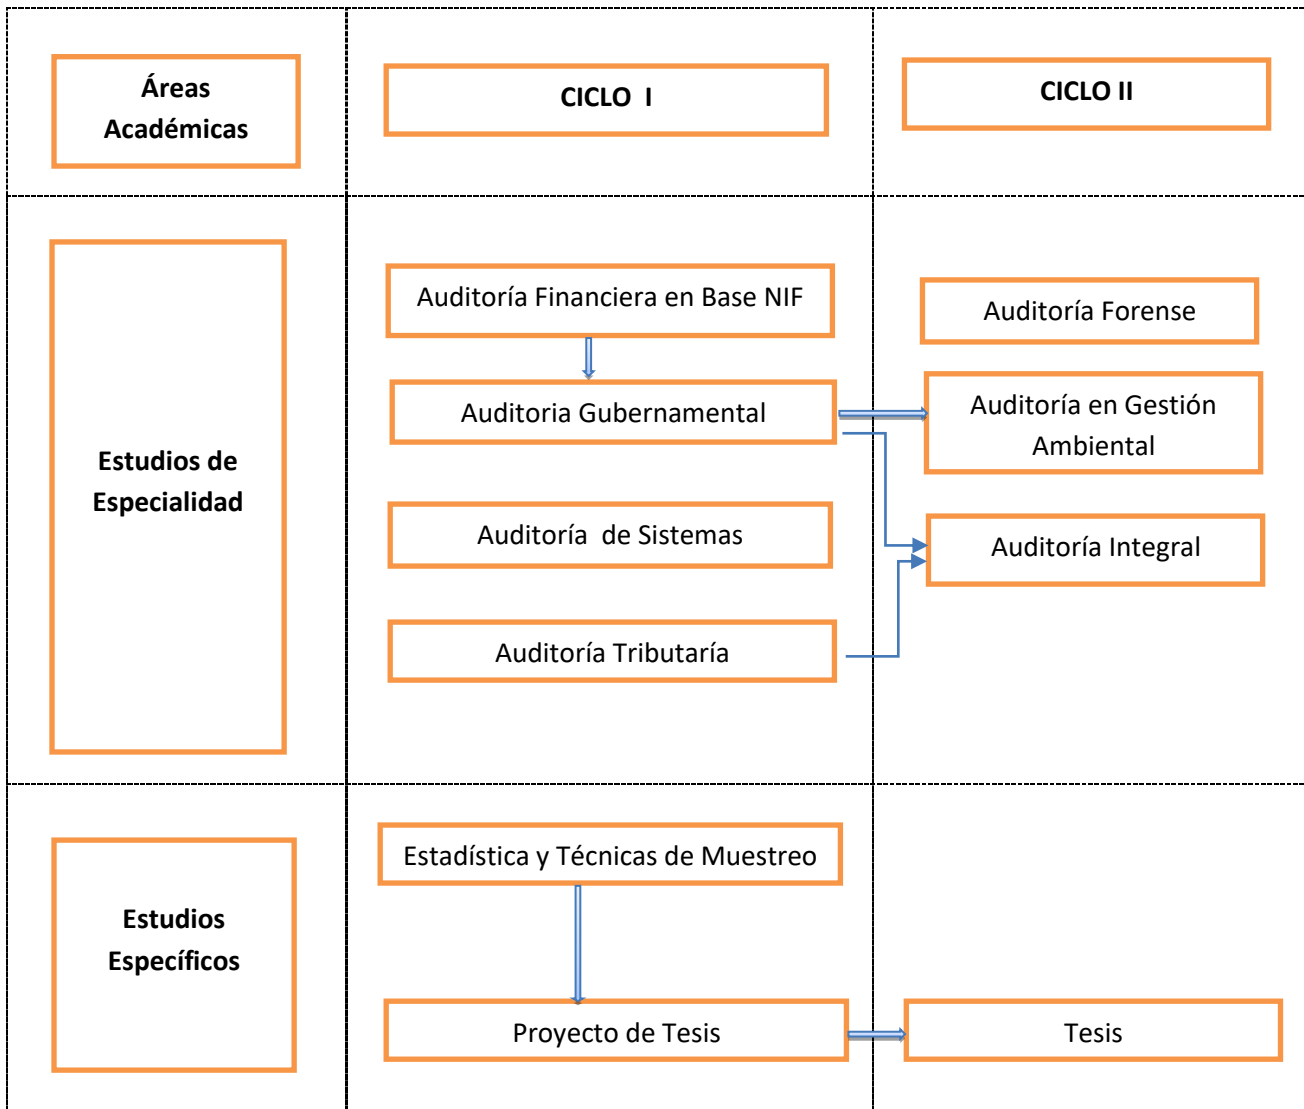 Áreas
Académicas
CICLO I
CICLO II
Estudios de
Especialidad
Auditoría Financiera en Base NIF
Auditoria Gubernamental
Auditoría de Sistemas
Auditoría Tributaría
Auditoría Forense
Auditoría en Gestión
Ambiental
Auditoría Integral
Estudios
Específicos
Estadística y Técnicas de Muestreo
Proyecto de Tesis
Tesis